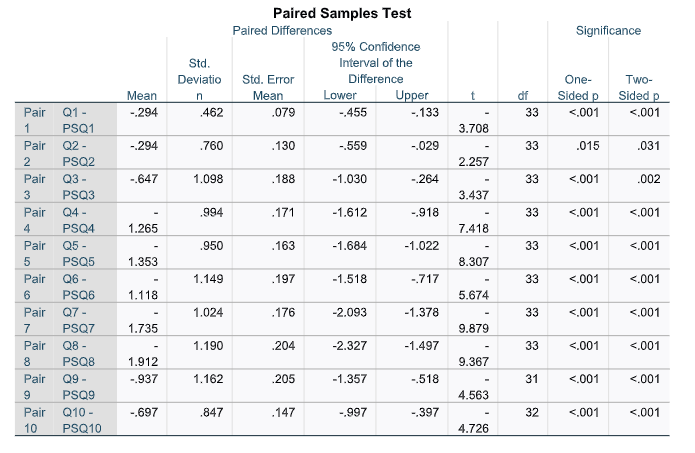 Paired Samples Test
Paired Differences Significance
95% Confidence
Interval of the
Difference
Std.
Deviatio
n
Std. Error
Mean
One-
Sided p
Two-
Sided p
Mean Lower Upper t df
Pair 1 Q1 - PSQ1 -.294 .462 .079 -.455 -.133 -3.708 33 <.001 <.001
Pair 2 Q2 - PSQ2 -.294 .760 .130 -.559 -.029 -2.257 33 .015 .031
Pair 3 Q3 - PSQ3 -.647 1.098 .188 -1.030 -.264 -3.437 33 <.001 .002
Pair 4 Q4 - PSQ4 -1.265 .994 .171 -1.612 -.918 -7.418 33 <.001 <.001
Pair 5 Q5 - PSQ5 -1.353 .950 .163 -1.684 -1.022 -8.307 33 <.001 <.001
Pair 6 Q6 - PSQ6 -1.118 1.149 .197 -1.518 -.717 -5.674 33 <.001 <.001
Pair 7 Q7 - PSQ7 -1.735 1.024 .176 -2.093 -1.378 -9.879 33 <.001 <.001
Pair 8 Q8 - PSQ8 -1.912 1.190 .204 -2.327 -1.497 -9.367 33 <.001 <.001
Pair 9 Q9 - PSQ9 -.937 1.162 .205 -1.357 -.518 -4.563 31 <.001 <.001
Pair 10 Q10 - PSQ10 -.697 .847 .147 -.997 -.397 -4.726 32 <.001 <.001